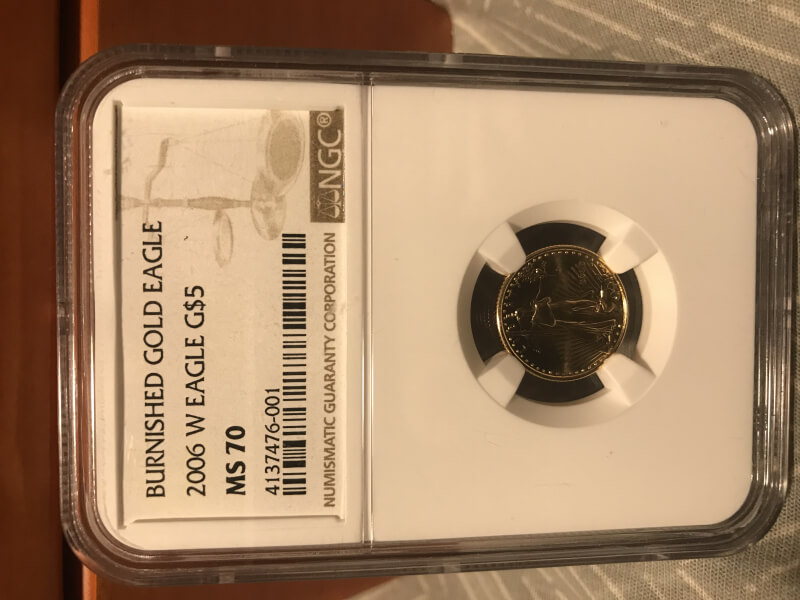 BURNISHED GOLD EAGLE
2006 W EAGLE G$5
MS 70
4137476-001
NUMISMATIC GUARANTY CORPORATION
NGC®